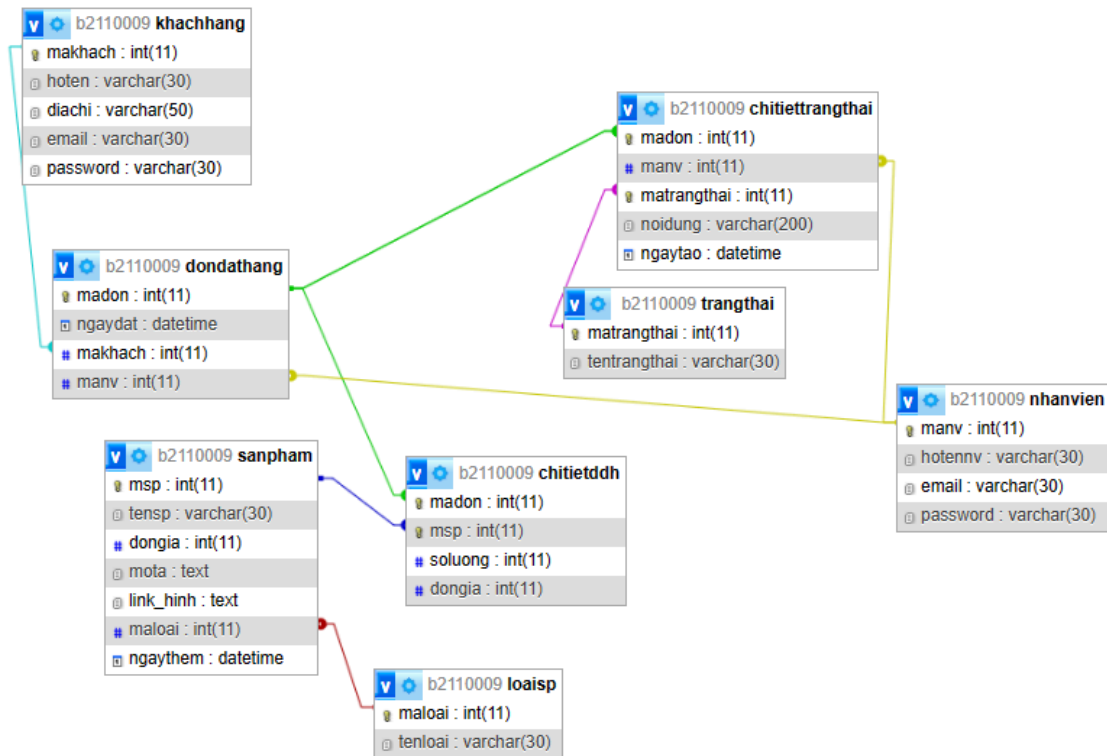 b2110009 khachhang
makhach : int(11)
hoten : varchar(30)
diachi : varchar(50)
email : varchar(30)
password : varchar(30)
b2110009 dondathang
madon : int(11)
ngaydat : datetime
makhach : int(11)
manv : int(11)
b2110009 chitiettrangthai
madon : int(11)
manv : int(11)
matrangthai : int(11)
noidung : varchar(200)
ngaytao : datetime
b2110009 trangthai
matrangthai : int(11)
tentrangthai : varchar(30)
b2110009 nhanvien
manv : int(11)
hotennv : varchar(30)
email : varchar(30)
password : varchar(30)
b2110009 sanpham
msp : int(11)
tensp : varchar(30)
dongia : int(11)
mota : text
link_hinh : text
maloai : int(11)
ngaythem : datetime
b2110009 chitietddh
madon : int(11)
msp : int(11)
soluong : int(11)
dongia : int(11)
b2110009 loaisp
maloai : int(11)
tenloai : varchar(30)